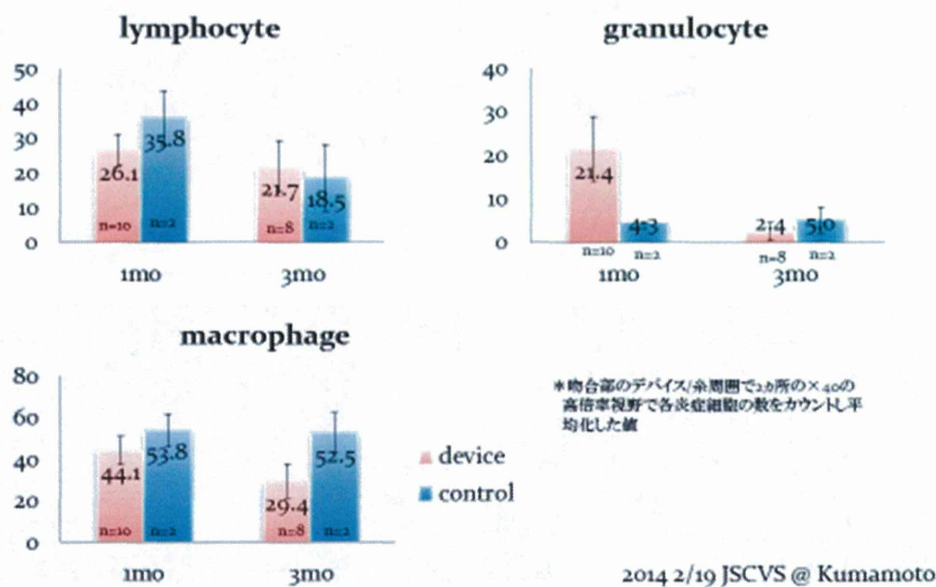 lymphocyte
50
40
30
20
10
0
26.1
35.8
21.7
18.5
n=10
n=2
n=8
n=2
1mo
3mo
granulocyte
40
30
20
10
0
21.4
4.3
2.4
5.0
n=10
n=2
n=8
n=2
1mo
3mo
macrophage
80
60
40
20
0
44.1
53.8
29.4
52.5
n=10
n=2
n=8
n=2
1mo
3mo
device
control
*吻合部のデバイス/糸周囲で2ヵ所の×40の
高倍率視野で各炎症細胞の数をカウントし平
均化した値
2014 2/19 JSCVS @ Kumamoto